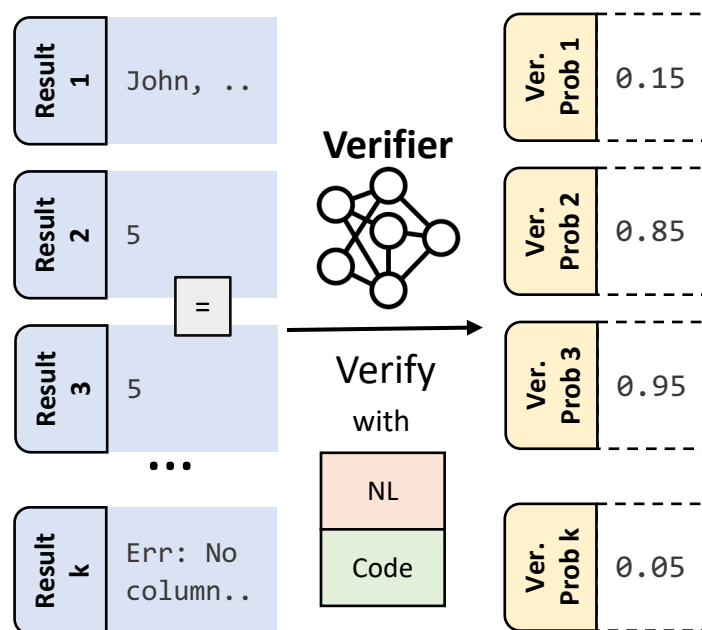 Result 1
John, ..
Result 2
5
=
Result 3
5
...
Result k
Err: No
column..
Verifier
Verify
with
NL
Code
Ver. Prob 1
0.15
Ver. Prob 2
0.85
Ver. Prob 3
0.95
Ver. Prob k
0.05